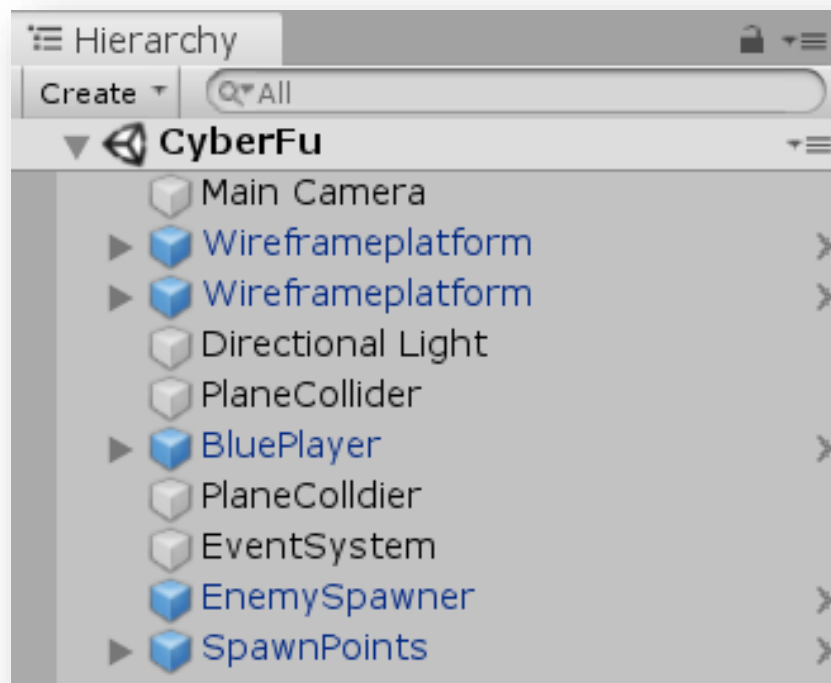 Hierarchy
Create All
CyberFu
Main Camera
Wireframeplatform
Wireframeplatform
Directional Light
PlaneCollider
BluePlayer
PlaneColldier
EventSystem
EnemySpawner
SpawnPoints